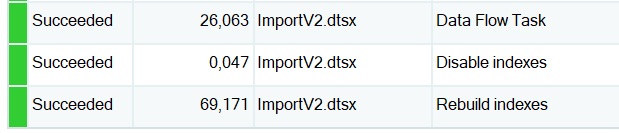 Succeeded 26,063 ImportV2.dtsx Data Flow Task
Succeeded 0,047 ImportV2.dtsx Disable indexes
Succeeded 69,171 ImportV2.dtsx Rebuild indexes